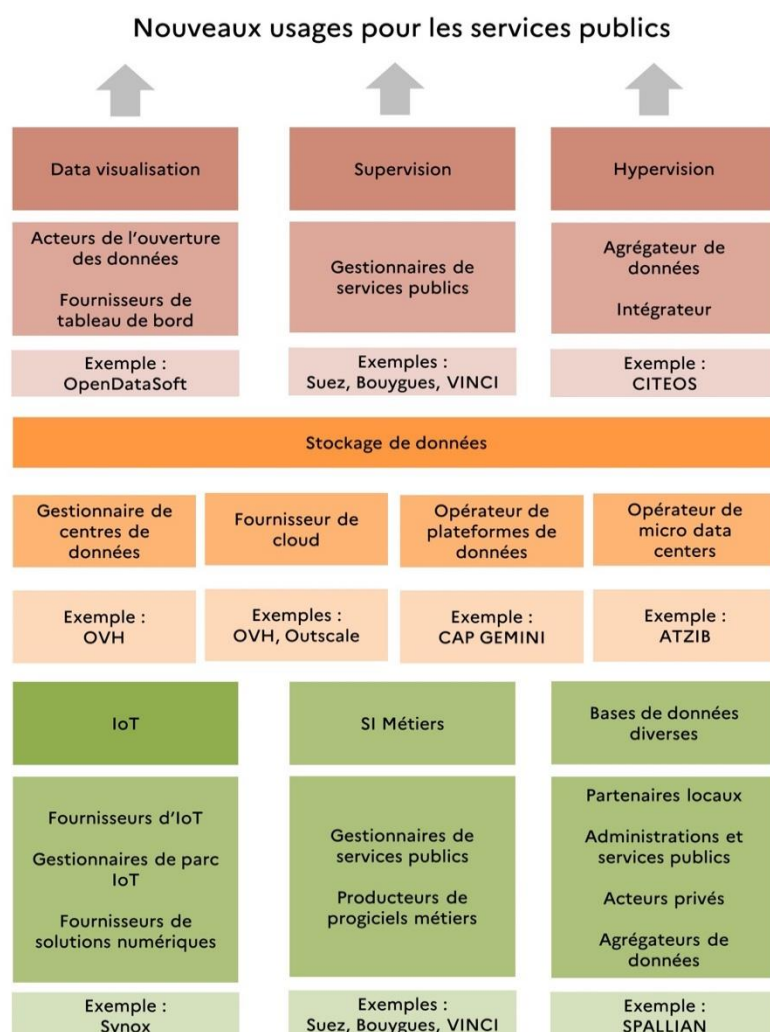 Nouveaux usages pour les services publics
Data visualisation
Supervision
Hypervision
Acteurs de l'ouverture
des données
Fournisseurs de
tableau de bord
Gestionnaires de
services publics
Agrégateur de
données
Intégrateur
Exemple :
OpenDataSoft
Exemples :
Suez, Bouygues, VINCI
Exemple :
CITEOS
Stockage de données
Gestionnaire de
centres de
données
Fournisseur de
cloud
Opérateur de
plateformes de
données
Opérateur de
micro data
centers
Exemple :
OVH
Exemples :
OVH, Outscale
Exemple :
CAP GEMINI
Exemple :
ATZIB
IoT
SI Métiers
Bases de données
diverses
Fournisseurs d'IoT
Gestionnaires de parc
IoT
Fournisseurs de
solutions numériques
Gestionnaires de
services publics
Producteurs de
progiciels métiers
Partenaires locaux
Administrations et
services publics
Acteurs privés
Agrégateurs de
données
Exemple :
Synox
Exemples :
Suez, Bouygues, VINCI
Exemple :
SPALLIAN